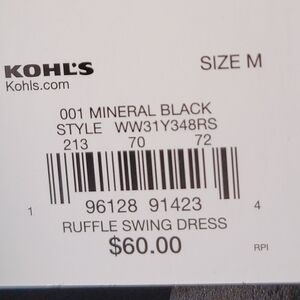 KOHL'S
SIZE M
Kohls.com
001 MINERAL BLACK
STYLE WW31Y348RS
213 70 72
1 96128 91423 4
RUFFLE SWING DRESS
$60.00
RPI